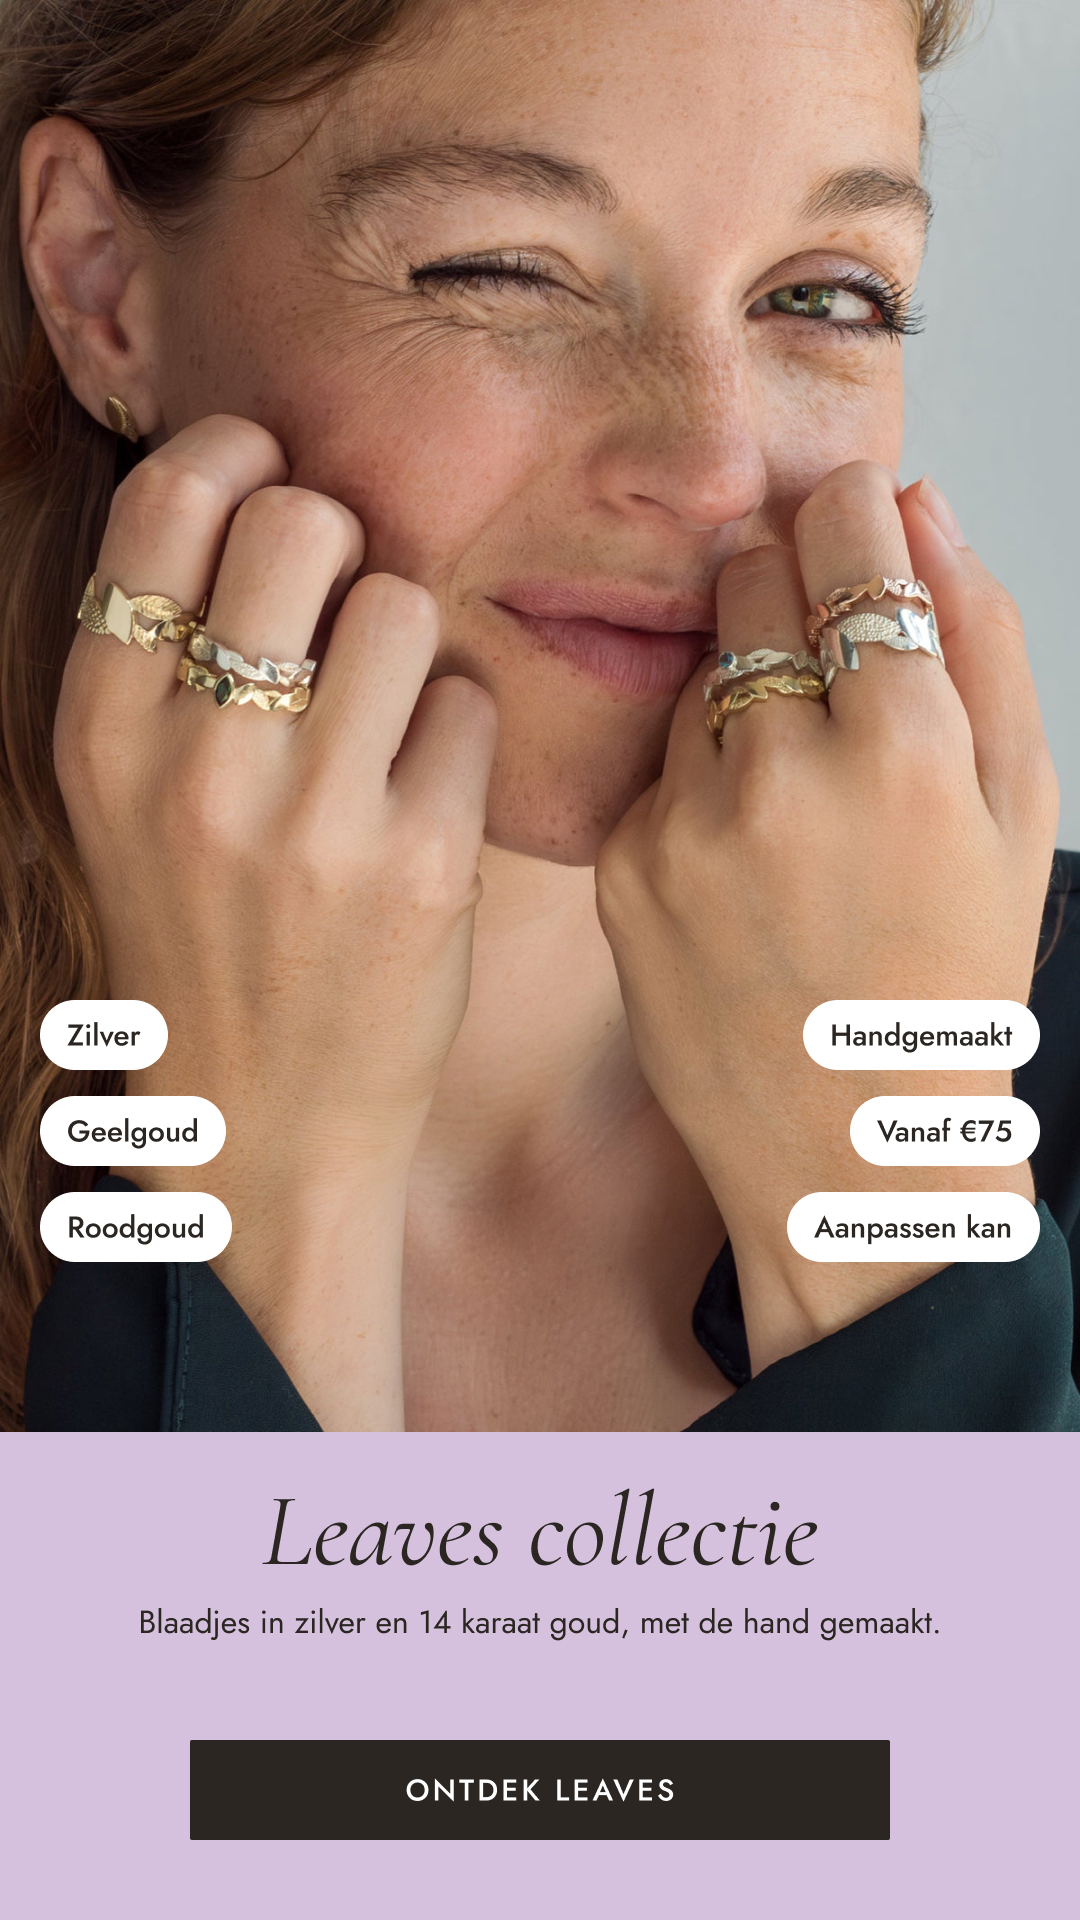 Zilver
Handgemaakt
Geelgoud
Vanaf €75
Roodgoud
Aanpassen kan
Leaves collectie
Blaadjes in zilver en 14 karaat goud, met de hand gemaakt.
ONTDEK LEAVES